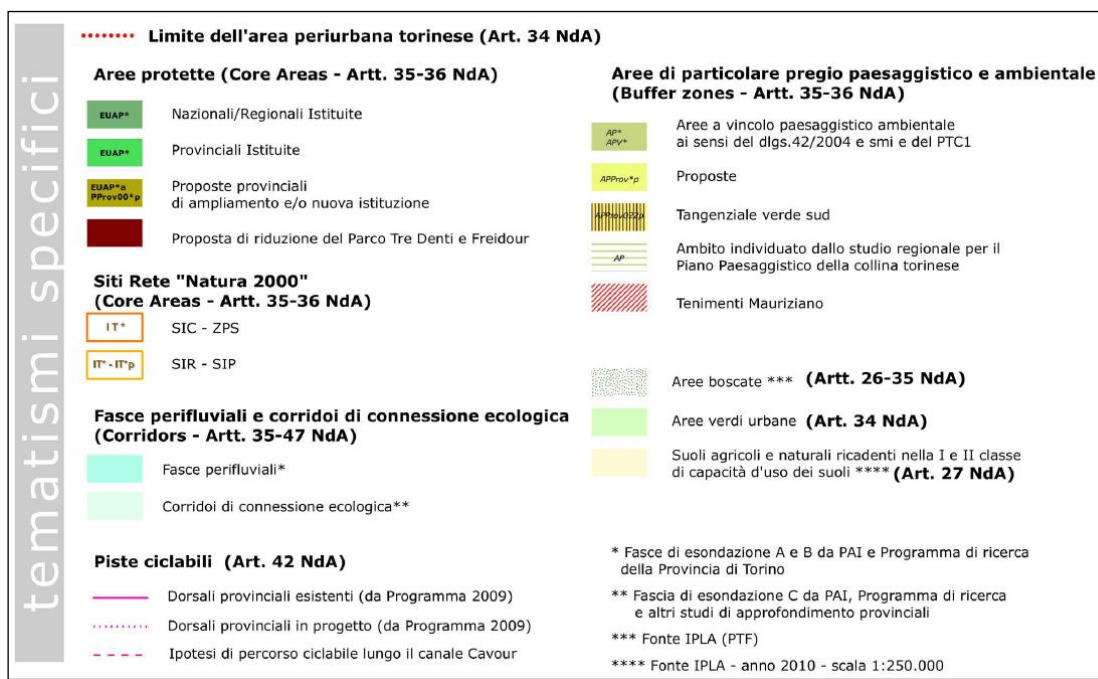 tematismi specifici
Limite dell'area periurbana torinese (Art. 34 NdA)
Aree protette (Core Areas - Artt. 35-36 NdA)
EUAP*
Nazionali/Regionali Istituite
EUAP*
Provinciali Istituite
EUAP*a
PProv00*p
Proposte provinciali
di ampliamento e/o nuova istituzione
Proposta di riduzione del Parco Tre Denti e Freidour
Siti Rete "Natura 2000"
(Core Areas - Artt. 35-36 NdA)
IT*
SIC - ZPS
IT* - IT*p
SIR - SIP
Fasce perifluviali e corridoi di connessione ecologica
(Corridors - Artt. 35-47 NdA)
Fasce perifluviali*
Corridoi di connessione ecologica**
Piste ciclabili (Art. 42 NdA)
Dorsali provinciali esistenti (da Programma 2009)
Dorsali provinciali in progetto (da Programma 2009)
Ipotesi di percorso ciclabile lungo il canale Cavour
Aree di particolare pregio paesaggistico e ambientale
(Buffer zones - Artt. 35-36 NdA)
AP*
APV*
Aree a vincolo paesaggistico ambientale
ai sensi del dlgs.42/2004 e smi e del PTC1
APProv*p
Proposte
APProv022p
Tangenziale verde sud
AP
Ambito individuato dallo studio regionale per il
Piano Paesaggistico della collina torinese
Tenimenti Mauriziano
Aree boscate *** (Artt. 26-35 NdA)
Aree verdi urbane (Art. 34 NdA)
Suoli agricoli e naturali ricadenti nella I e II classe
di capacità d'uso dei suoli **** (Art. 27 NdA)
* Fasce di esondazione A e B da PAI e Programma di ricerca
della Provincia di Torino
** Fascia di esondazione C da PAI, Programma di ricerca
e altri studi di approfondimento provinciali
*** Fonte IPLA (PTF)
**** Fonte IPLA - anno 2010 - scala 1:250.000